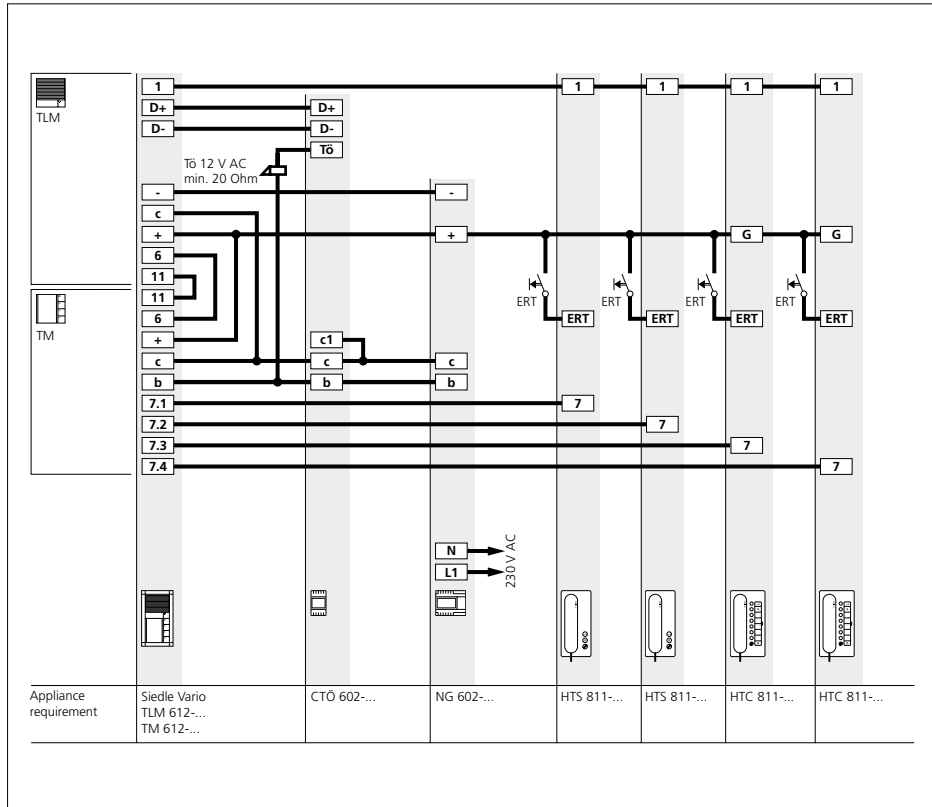 1 1 1 1 1
TLM
D+ D+
D- D-
Tö
Tö 12 V AC
min. 20 Ohm
- -
c
+ + G G
6
11
ERT ERT ERT ERT
11
TM
6 ERT ERT ERT ERT
+ c1
c c c
b b b
7.1 7
7.2 7
7.3 7
7.4 7
N
L1
230 V AC
Appliance
requirement
Siedle Vario
TLM 612-...
TM 612-...
CTÖ 602-...
NG 602-...
HTS 811-...
HTS 811-...
HTC 811-...
HTC 811-...